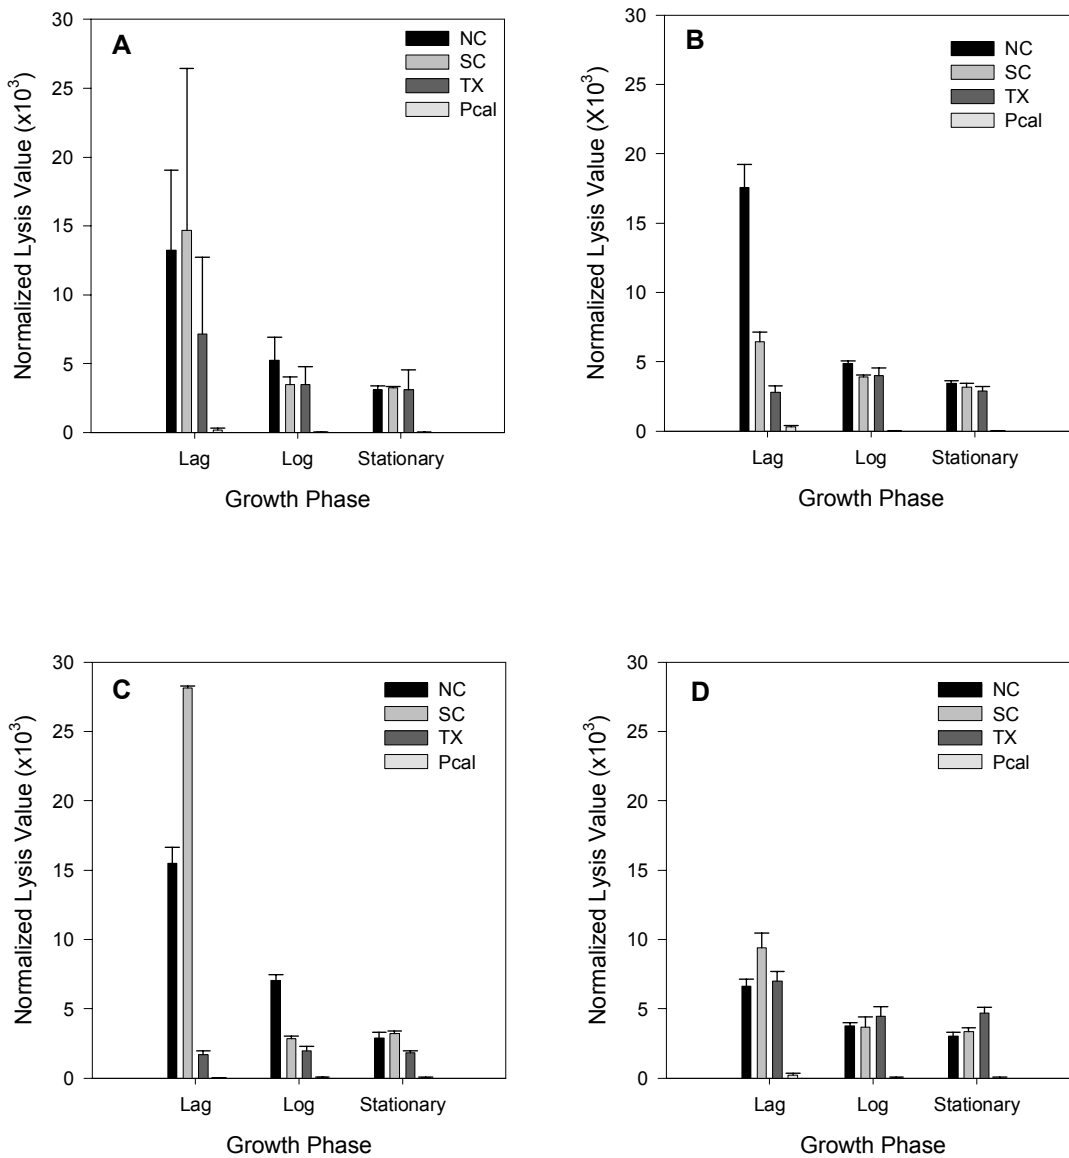 A
NC
SC
TX
Pcal
Normalized Lysis Value (x10³)
30
25
20
15
10
5
0
Lag Log Stationary
Growth Phase
B
NC
SC
TX
Pcal
Normalized Lysis Value (X10³)
30
25
20
15
10
5
0
Lag Log Stationary
Growth Phase
C
NC
SC
TX
Pcal
Normalized Lysis Value (x10³)
30
25
20
15
10
5
0
Lag Log Stationary
Growth Phase
D
NC
SC
TX
Pcal
Normalized Lysis Value (x10³)
30
25
20
15
10
5
0
Lag Log Stationary
Growth Phase